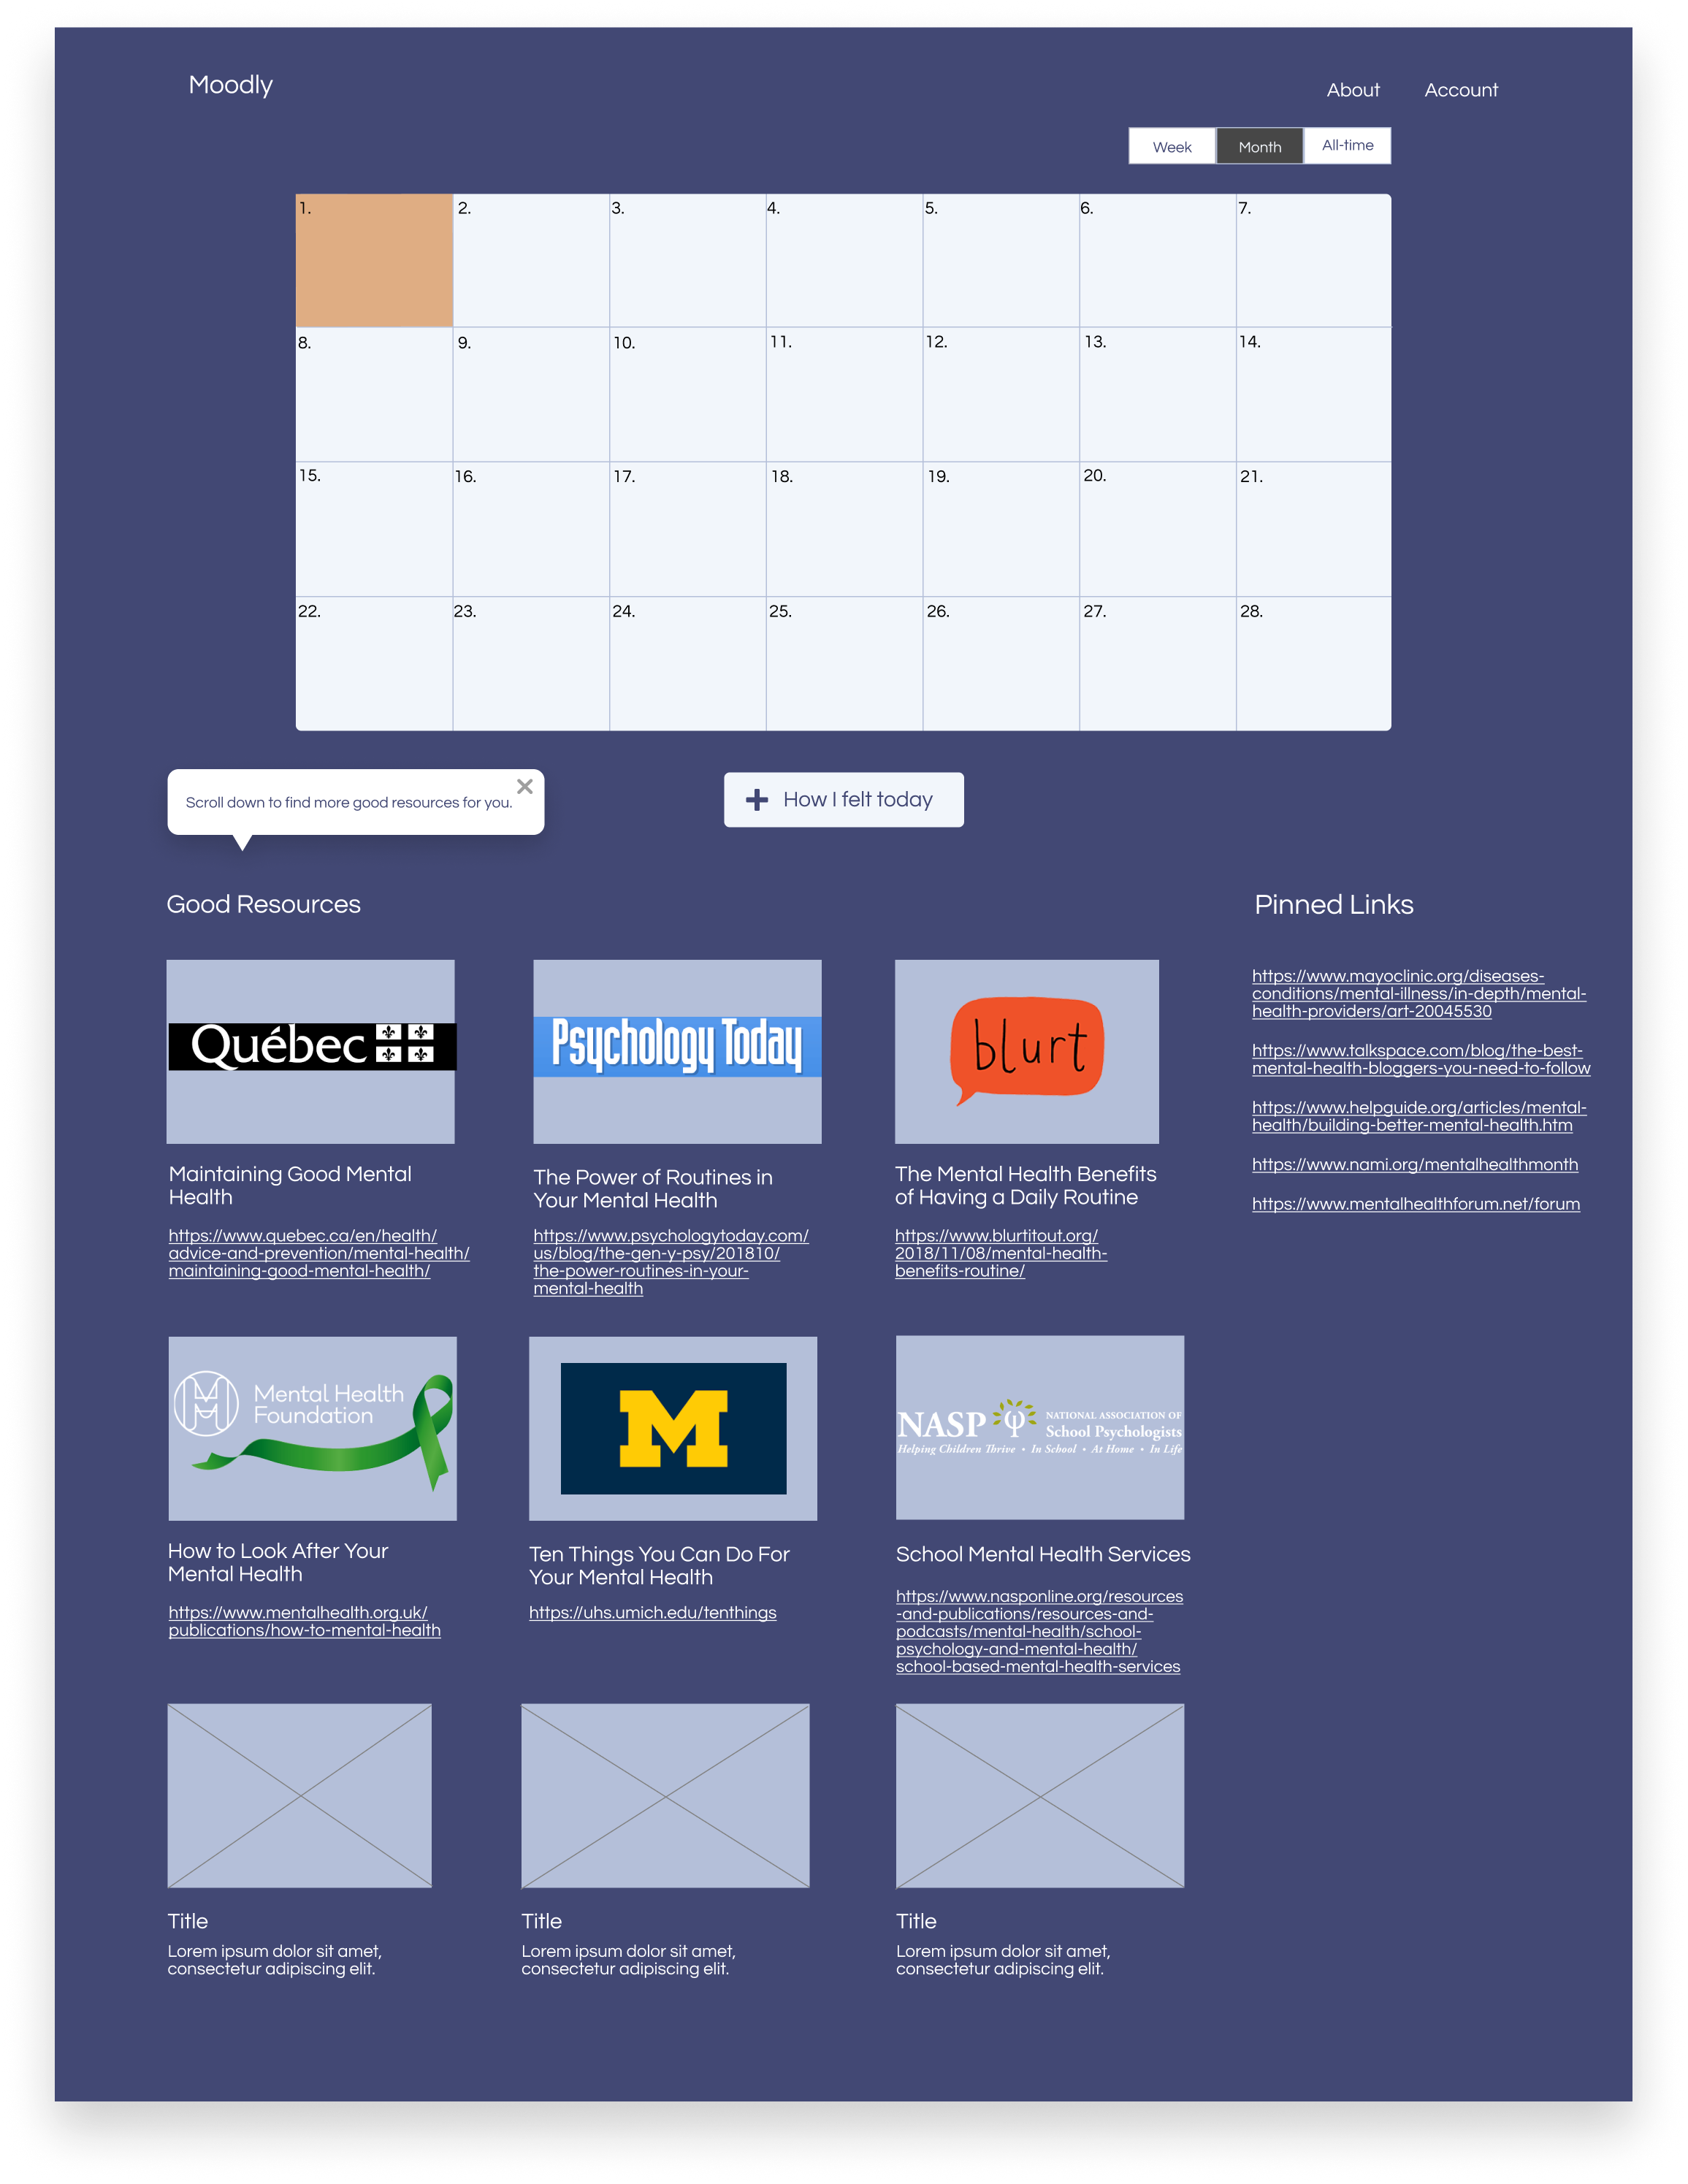 Moodly
About
Account
Week
Month
All-time
1.
2.
3.
4.
5.
6.
7.
8.
9.
10.
11.
12.
13.
14.
15.
16.
17.
18.
19.
20.
21.
22.
23.
24.
25.
26.
27.
28.
Scroll down to find more good resources for you.
How I felt today
Good Resources
Québec
Psychology Today
blurt
Maintaining Good Mental
Health
https://www.quebec.ca/en/health/
advice-and-prevention/mental-health/
maintaining-good-mental-health/
The Power of Routines in
Your Mental Health
https://www.psychologytoday.com/
us/blog/the-gen-y-psy/201810/
the-power-routines-in-your-
mental-health
The Mental Health Benefits
of Having a Daily Routine
https://www.blurtitout.org/
2018/11/08/mental-health-
benefits-routine/
Mental Health
Foundation
M
NASP
NATIONAL ASSOCIATION OF
School Psychologists
Helping Children Thrive • In School • At Home • In Life
How to Look After Your
Mental Health
https://www.mentalhealth.org.uk/
publications/how-to-mental-health
Ten Things You Can Do For
Your Mental Health
https://uhs.umich.edu/tenthings
School Mental Health Services
https://www.nasponline.org/resources
-and-publications/resources-and-
podcasts/mental-health/school-
psychology-and-mental-health/
school-based-mental-health-services
Title
Lorem ipsum dolor sit amet,
consectetur adipiscing elit.
Title
Lorem ipsum dolor sit amet,
consectetur adipiscing elit.
Title
Lorem ipsum dolor sit amet,
consectetur adipiscing elit.
Pinned Links
https://www.mayoclinic.org/diseases-
conditions/mental-illness/in-depth/mental-
health-providers/art-20045530
https://www.talkspace.com/blog/the-best-
mental-health-bloggers-you-need-to-follow
https://www.helpguide.org/articles/mental-
health/building-better-mental-health.htm
https://www.nami.org/mentalhealthmonth
https://www.mentalhealthforum.net/forum